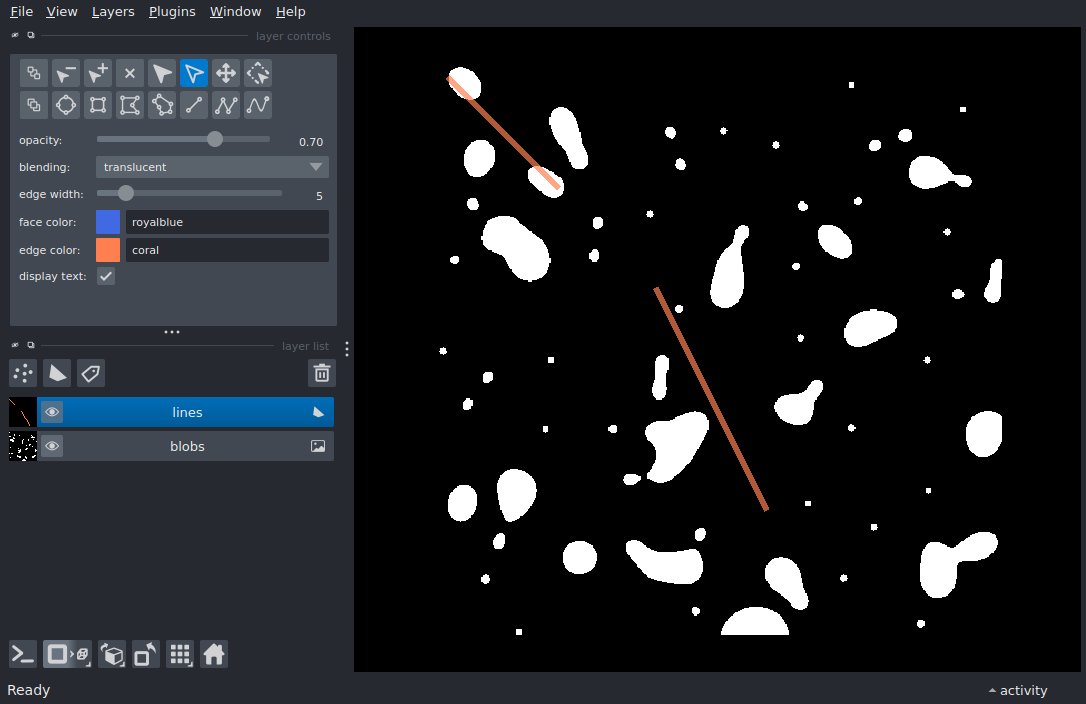 File View Layers Plugins Window Help
layer controls
opacity: 0.70
blending: translucent
edge width: 5
face color: royalblue
edge color: coral
display text:
layer list
lines
blobs
Ready
activity